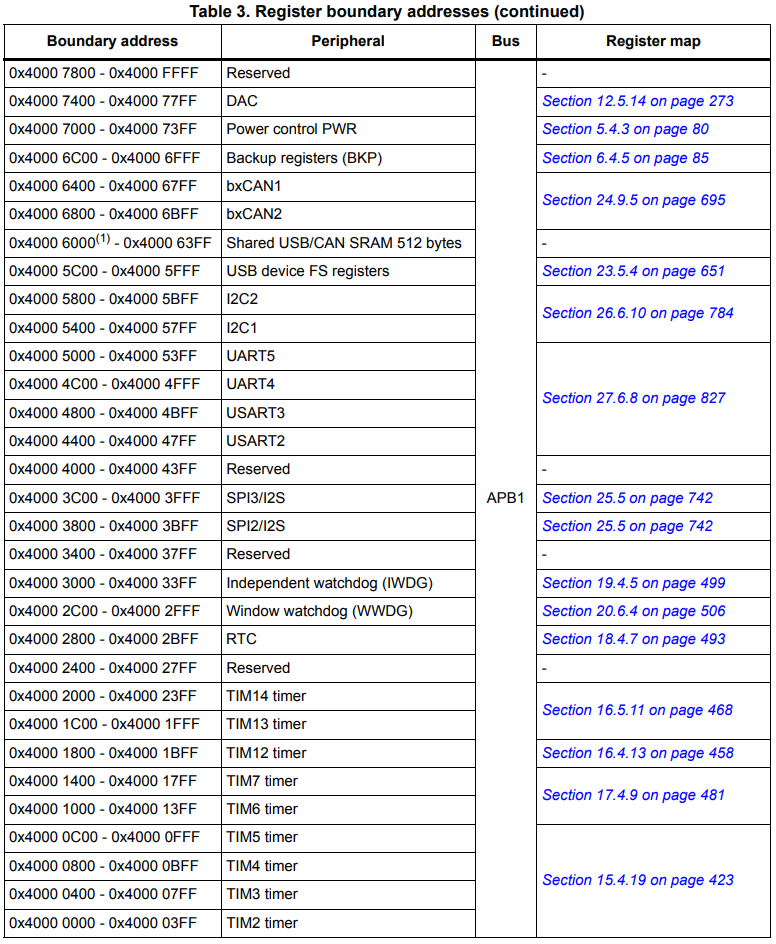 Table 3. Register boundary addresses (continued)
Boundary address Peripheral Bus Register map
0x4000 7800 - 0x4000 FFFF Reserved -
0x4000 7400 - 0x4000 77FF DAC Section 12.5.14 on page 273
0x4000 7000 - 0x4000 73FF Power control PWR Section 5.4.3 on page 80
0x4000 6C00 - 0x4000 6FFF Backup registers (BKP) Section 6.4.5 on page 85
0x4000 6400 - 0x4000 67FF bxCAN1
Section 24.9.5 on page 695
0x4000 6800 - 0x4000 6BFF bxCAN2
0x4000 6000(1) - 0x4000 63FF Shared USB/CAN SRAM 512 bytes -
0x4000 5C00 - 0x4000 5FFF USB device FS registers Section 23.5.4 on page 651
0x4000 5800 - 0x4000 5BFF I2C2
Section 26.6.10 on page 784
0x4000 5400 - 0x4000 57FF I2C1
0x4000 5000 - 0x4000 53FF UART5
0x4000 4C00 - 0x4000 4FFF UART4
Section 27.6.8 on page 827
0x4000 4800 - 0x4000 4BFF USART3
0x4000 4400 - 0x4000 47FF USART2
0x4000 4000 - 0x4000 43FF Reserved -
0x4000 3C00 - 0x4000 3FFF SPI3/I2S APB1 Section 25.5 on page 742
0x4000 3800 - 0x4000 3BFF SPI2/I2S Section 25.5 on page 742
0x4000 3400 - 0x4000 37FF Reserved -
0x4000 3000 - 0x4000 33FF Independent watchdog (IWDG) Section 19.4.5 on page 499
0x4000 2C00 - 0x4000 2FFF Window watchdog (WWDG) Section 20.6.4 on page 506
0x4000 2800 - 0x4000 2BFF RTC Section 18.4.7 on page 493
0x4000 2400 - 0x4000 27FF Reserved -
0x4000 2000 - 0x4000 23FF TIM14 timer
Section 16.5.11 on page 468
0x4000 1C00 - 0x4000 1FFF TIM13 timer
0x4000 1800 - 0x4000 1BFF TIM12 timer Section 16.4.13 on page 458
0x4000 1400 - 0x4000 17FF TIM7 timer
Section 17.4.9 on page 481
0x4000 1000 - 0x4000 13FF TIM6 timer
0x4000 0C00 - 0x4000 0FFF TIM5 timer
0x4000 0800 - 0x4000 0BFF TIM4 timer
Section 15.4.19 on page 423
0x4000 0400 - 0x4000 07FF TIM3 timer
0x4000 0000 - 0x4000 03FF TIM2 timer